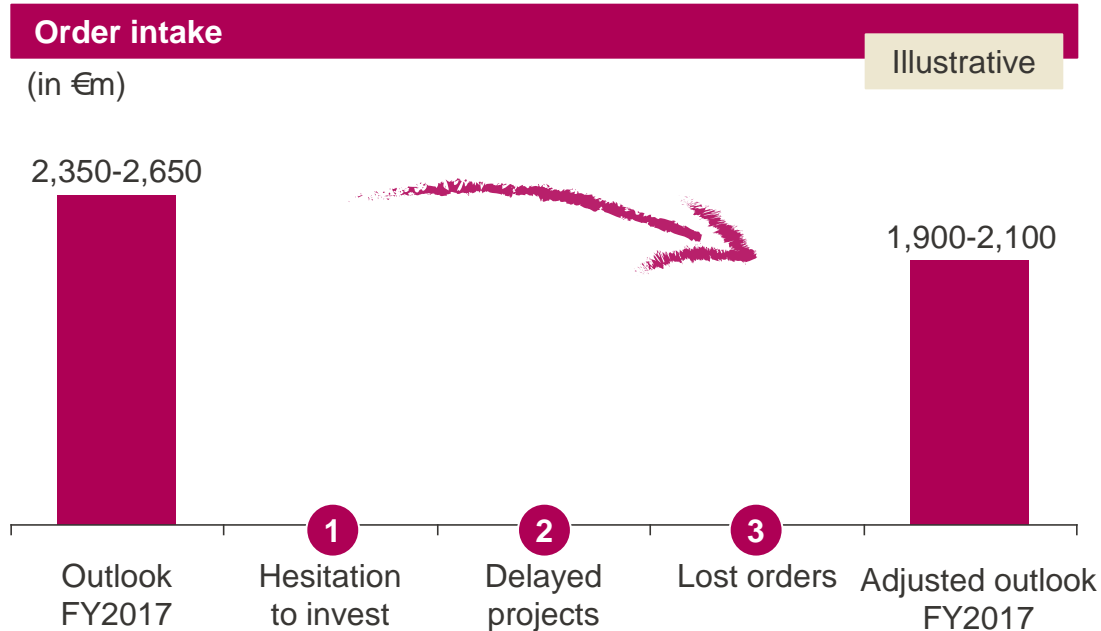 Order intake
Illustrative
(in €m)
2,350-2,650
1,900-2,100
1
2
3
Outlook
FY2017
Hesitation
to invest
Delayed
projects
Lost orders
Adjusted outlook
FY2017